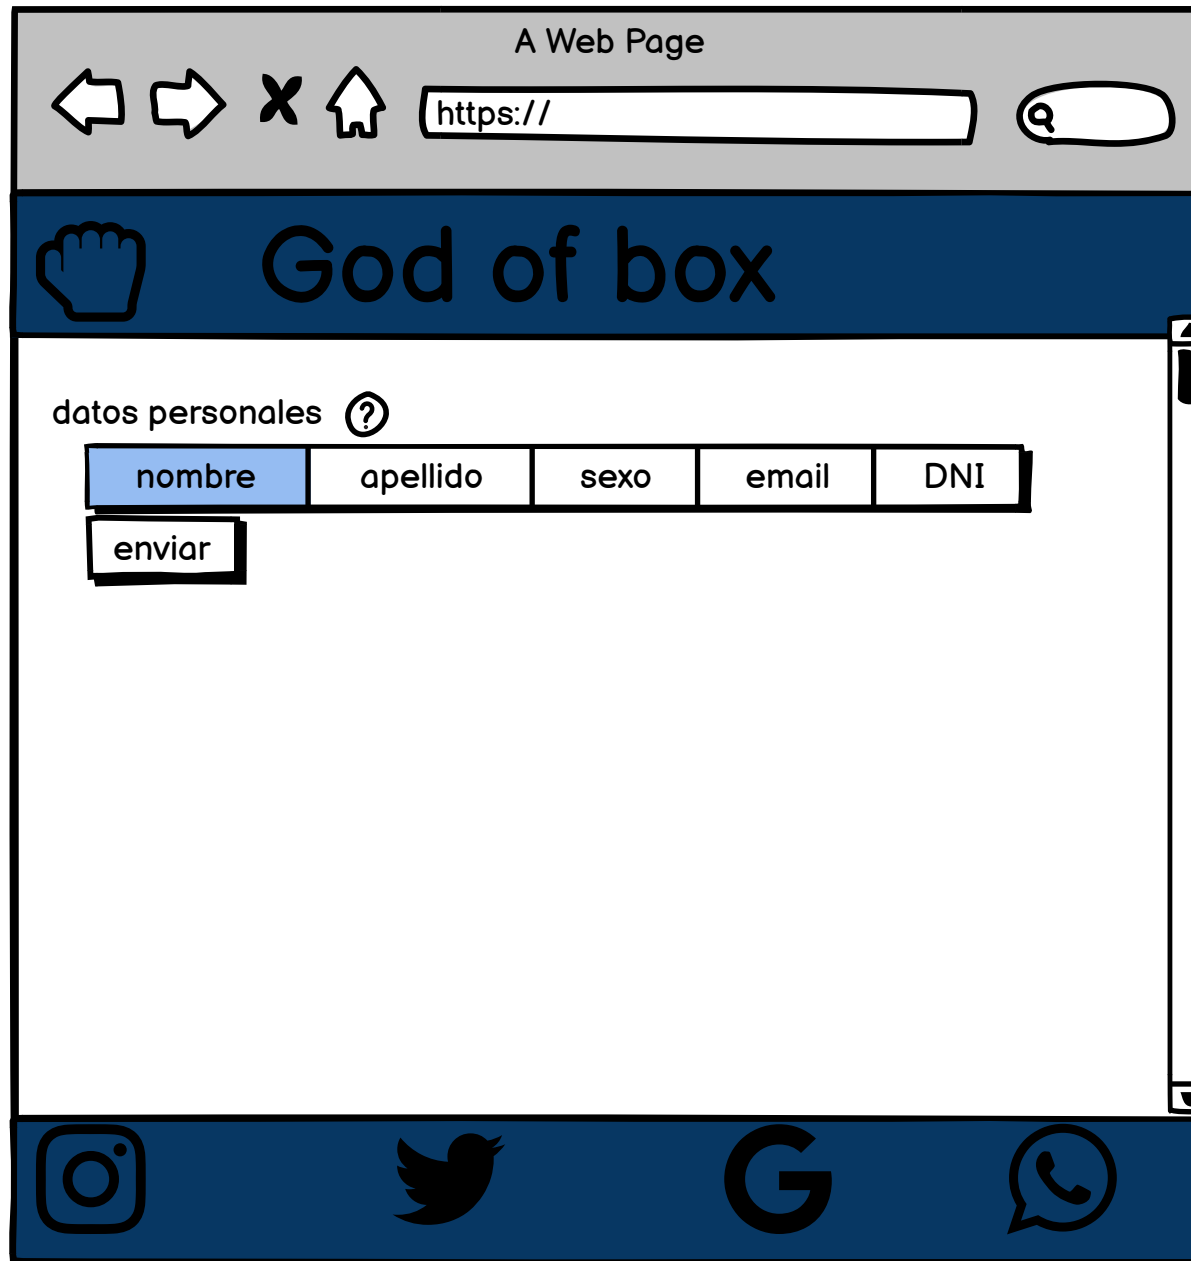 A Web Page
https://
God of box
datos personales ?
nombre apellido sexo email DNI
enviar